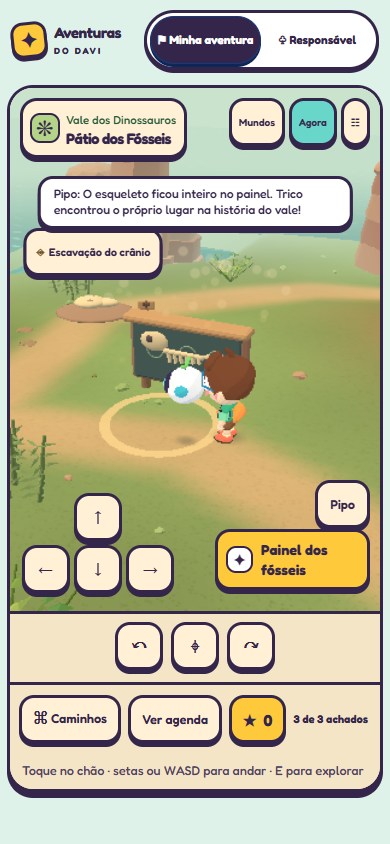 Aventuras
DO DAVI
Minha aventura
Responsável
Vale dos Dinossauros
Pátio dos Fósseis
Mundos
Agora
Pipo: O esqueleto ficou inteiro no painel. Trico
encontrou o próprio lugar na história do vale!
Escavação do crânio
Pipo
Painel dos
fósseis
Caminhos
Ver agenda
★ 0
3 de 3 achados
Toque no chão · setas ou WASD para andar · E para explorar